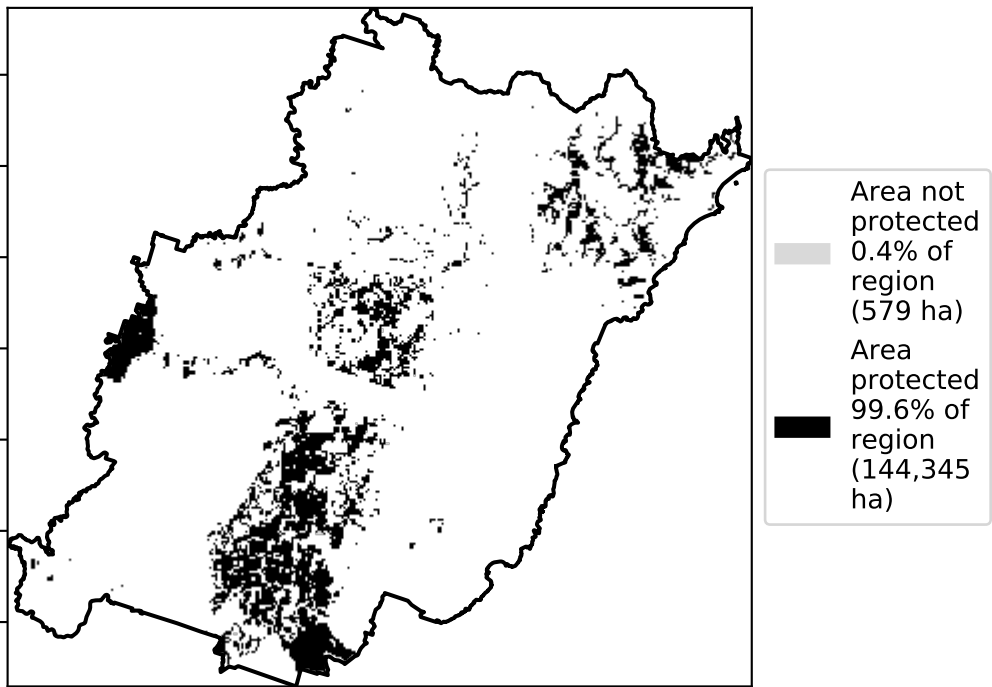 Area not
protected
0.4% of
region
(579 ha)
Area
protected
99.6% of
region
(144,345
ha)